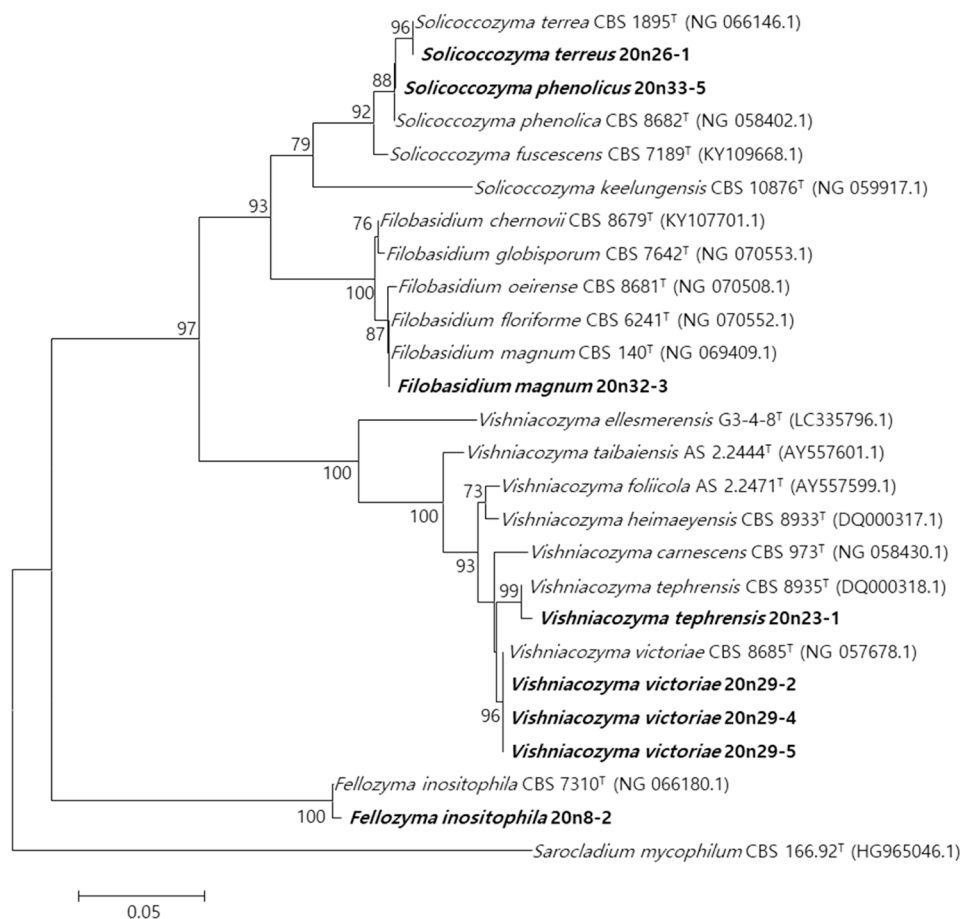 96 Solicoccozyma terrea CBS 1895ᵀ (NG 066146.1)
Solicoccozyma terreus 20n26-1
88 Solicoccozyma phenolicus 20n33-5
92 Solicoccozyma phenolica CBS 8682ᵀ (NG 058402.1)
79 Solicoccozyma fuscescens CBS 7189ᵀ (KY109668.1)
Solicoccozyma keelungensis CBS 10876ᵀ (NG 059917.1)
93
76 Filobasidium chernovii CBS 8679ᵀ (KY107701.1)
Filobasidium globisporum CBS 7642ᵀ (NG 070553.1)
100 Filobasidium oeirense CBS 8681ᵀ (NG 070508.1)
97 Filobasidium floriforme CBS 6241ᵀ (NG 070552.1)
87
Filobasidium magnum CBS 140ᵀ (NG 069409.1)
Filobasidium magnum 20n32-3
Vishniacozyma ellesmerensis G3-4-8ᵀ (LC335796.1)
100 Vishniacozyma taibaiensis AS 2.2444ᵀ (AY557601.1)
73 Vishniacozyma foliicola AS 2.2471ᵀ (AY557599.1)
100 Vishniacozyma heimaeyensis CBS 8933ᵀ (DQ000317.1)
93 Vishniacozyma carnescens CBS 973ᵀ (NG 058430.1)
99 Vishniacozyma tephrensis CBS 8935ᵀ (DQ000318.1)
Vishniacozyma tephrensis 20n23-1
Vishniacozyma victoriae CBS 8685ᵀ (NG 057678.1)
Vishniacozyma victoriae 20n29-2
96 Vishniacozyma victoriae 20n29-4
Vishniacozyma victoriae 20n29-5
Fellozyma inositophila CBS 7310ᵀ (NG 066180.1)
100 Fellozyma inositophila 20n8-2
Sarocladium mycophilum CBS 166.92ᵀ (HG965046.1)
0.05